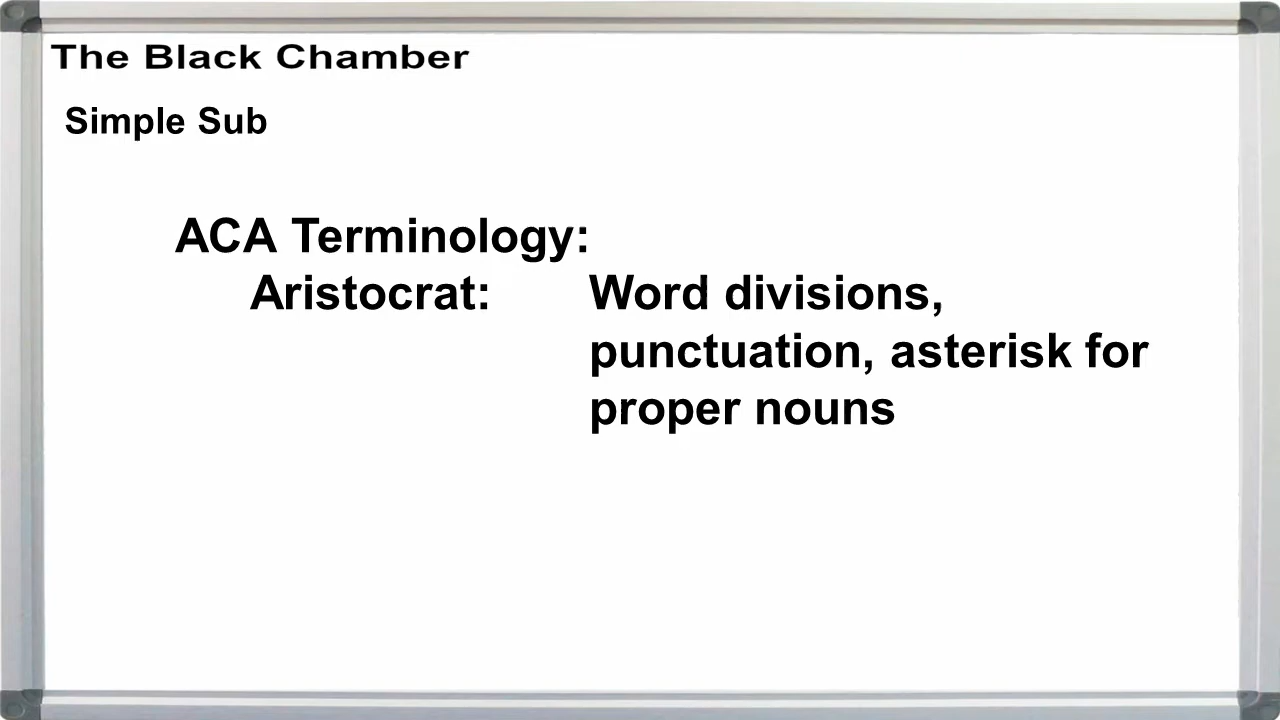 The Black Chamber
Simple Sub
ACA Terminology:
Aristocrat: Word divisions,
punctuation, asterisk for
proper nouns